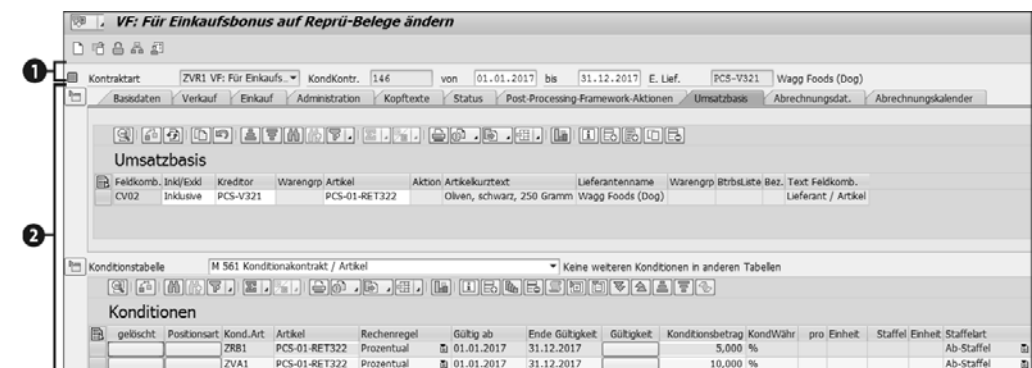 VF: Für Einkaufsbonus auf Reprü-Belege ändern
1
Kontraktart ZVR1 VF: Für Einkaufs.. KondKontr. 146 von 01.01.2017 bis 31.12.2017 E. Lief. PCS-V321 Wagg Foods (Dog)
Basisdaten Verkauf Einkauf Administration Kopftexte Status Post-Processing-Framework-Aktionen Umsatzbasis Abrechnungsdat. Abrechnungskalender
Umsatzbasis
Feldkomb. Inkl/Exkl Kreditor Warengrp Artikel Aktion Artikelkurztext Lieferantenname Warengrp BtrbsListe Bez. Text Feldkomb.
CV02 Inklusive PCS-V321 PCS-01-RET322 Oliven, schwarz, 250 Gramm Wagg Foods (Dog) Lieferant / Artikel
2
Konditionstabelle M 561 Konditionakontrakt / Artikel Keine weiteren Konditionen in anderen Tabellen
Konditionen
gelöscht Positionsart Kond.Art Artikel Rechenregel Gültig ab Ende Gültigkeit Gültigkeit Konditionsbetrag KondWähr pro Einheit Staffel Einheit Staffelart
ZRB1 PCS-01-RET322 Prozentual 01.01.2017 31.12.2017 5,000 % Ab-Staffel
ZVA1 PCS-01-RET322 Prozentual 01.01.2017 31.12.2017 10,000 % Ab-Staffel